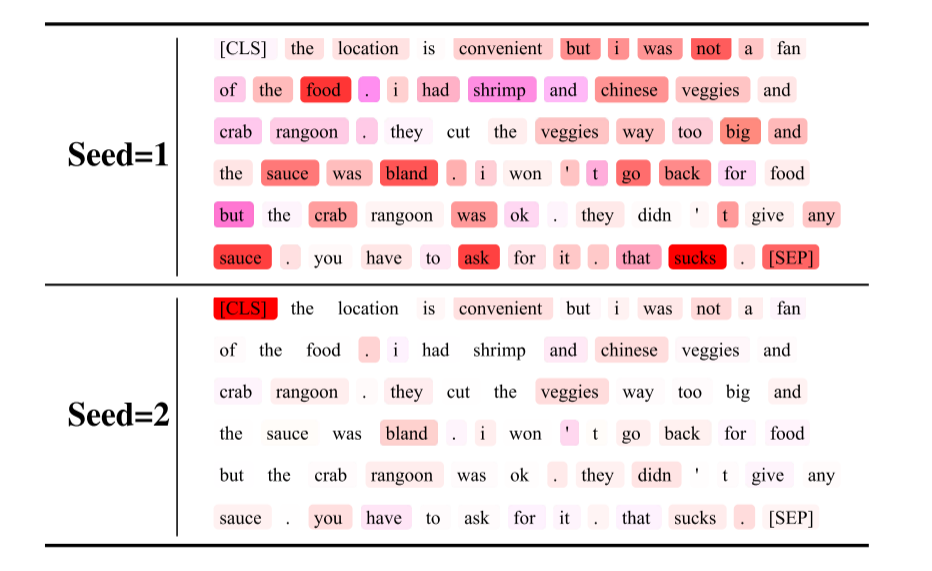 Seed=1
[CLS] the location is convenient but i was not a fan
of the food . i had shrimp and chinese veggies and
crab rangoon . they cut the veggies way too big and
the sauce was bland . i won ' t go back for food
but the crab rangoon was ok . they didn ' t give any
sauce . you have to ask for it . that sucks . [SEP]
Seed=2
[CLS] the location is convenient but i was not a fan
of the food . i had shrimp and chinese veggies and
crab rangoon . they cut the veggies way too big and
the sauce was bland . i won ' t go back for food
but the crab rangoon was ok . they didn ' t give any
sauce . you have to ask for it . that sucks . [SEP]